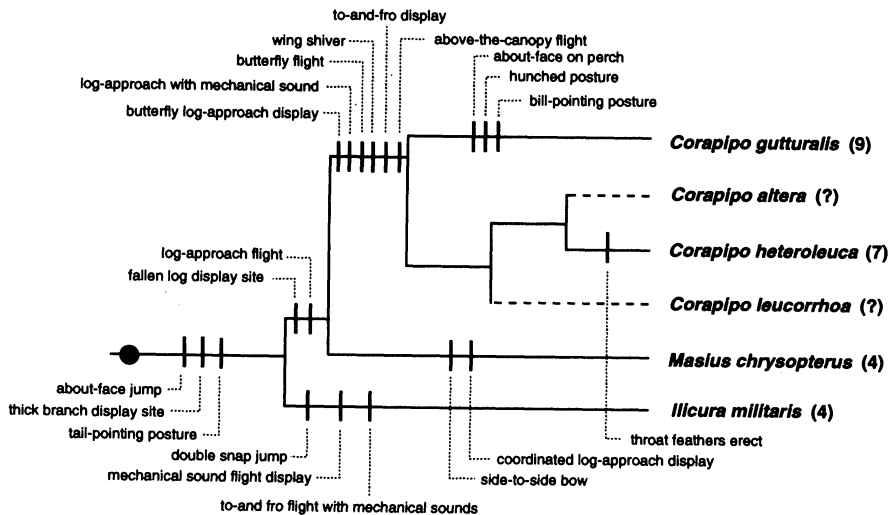 to-and-fro display
wing shiver
above-the-canopy flight
butterfly flight
about-face on perch
log-approach with mechanical sound
hunched posture
butterfly log-approach display
bill-pointing posture
Corapipo gutturalis (9)
Corapipo altera (?)
log-approach flight
Corapipo heteroleuca (7)
fallen log display site
Corapipo leucorrhoa (?)
Masius chrysopterus (4)
about-face jump
thick branch display site
Ilicura militaris (4)
tail-pointing posture
throat feathers erect
double snap jump
coordinated log-approach display
mechanical sound flight display
side-to-side bow
to-and fro flight with mechanical sounds